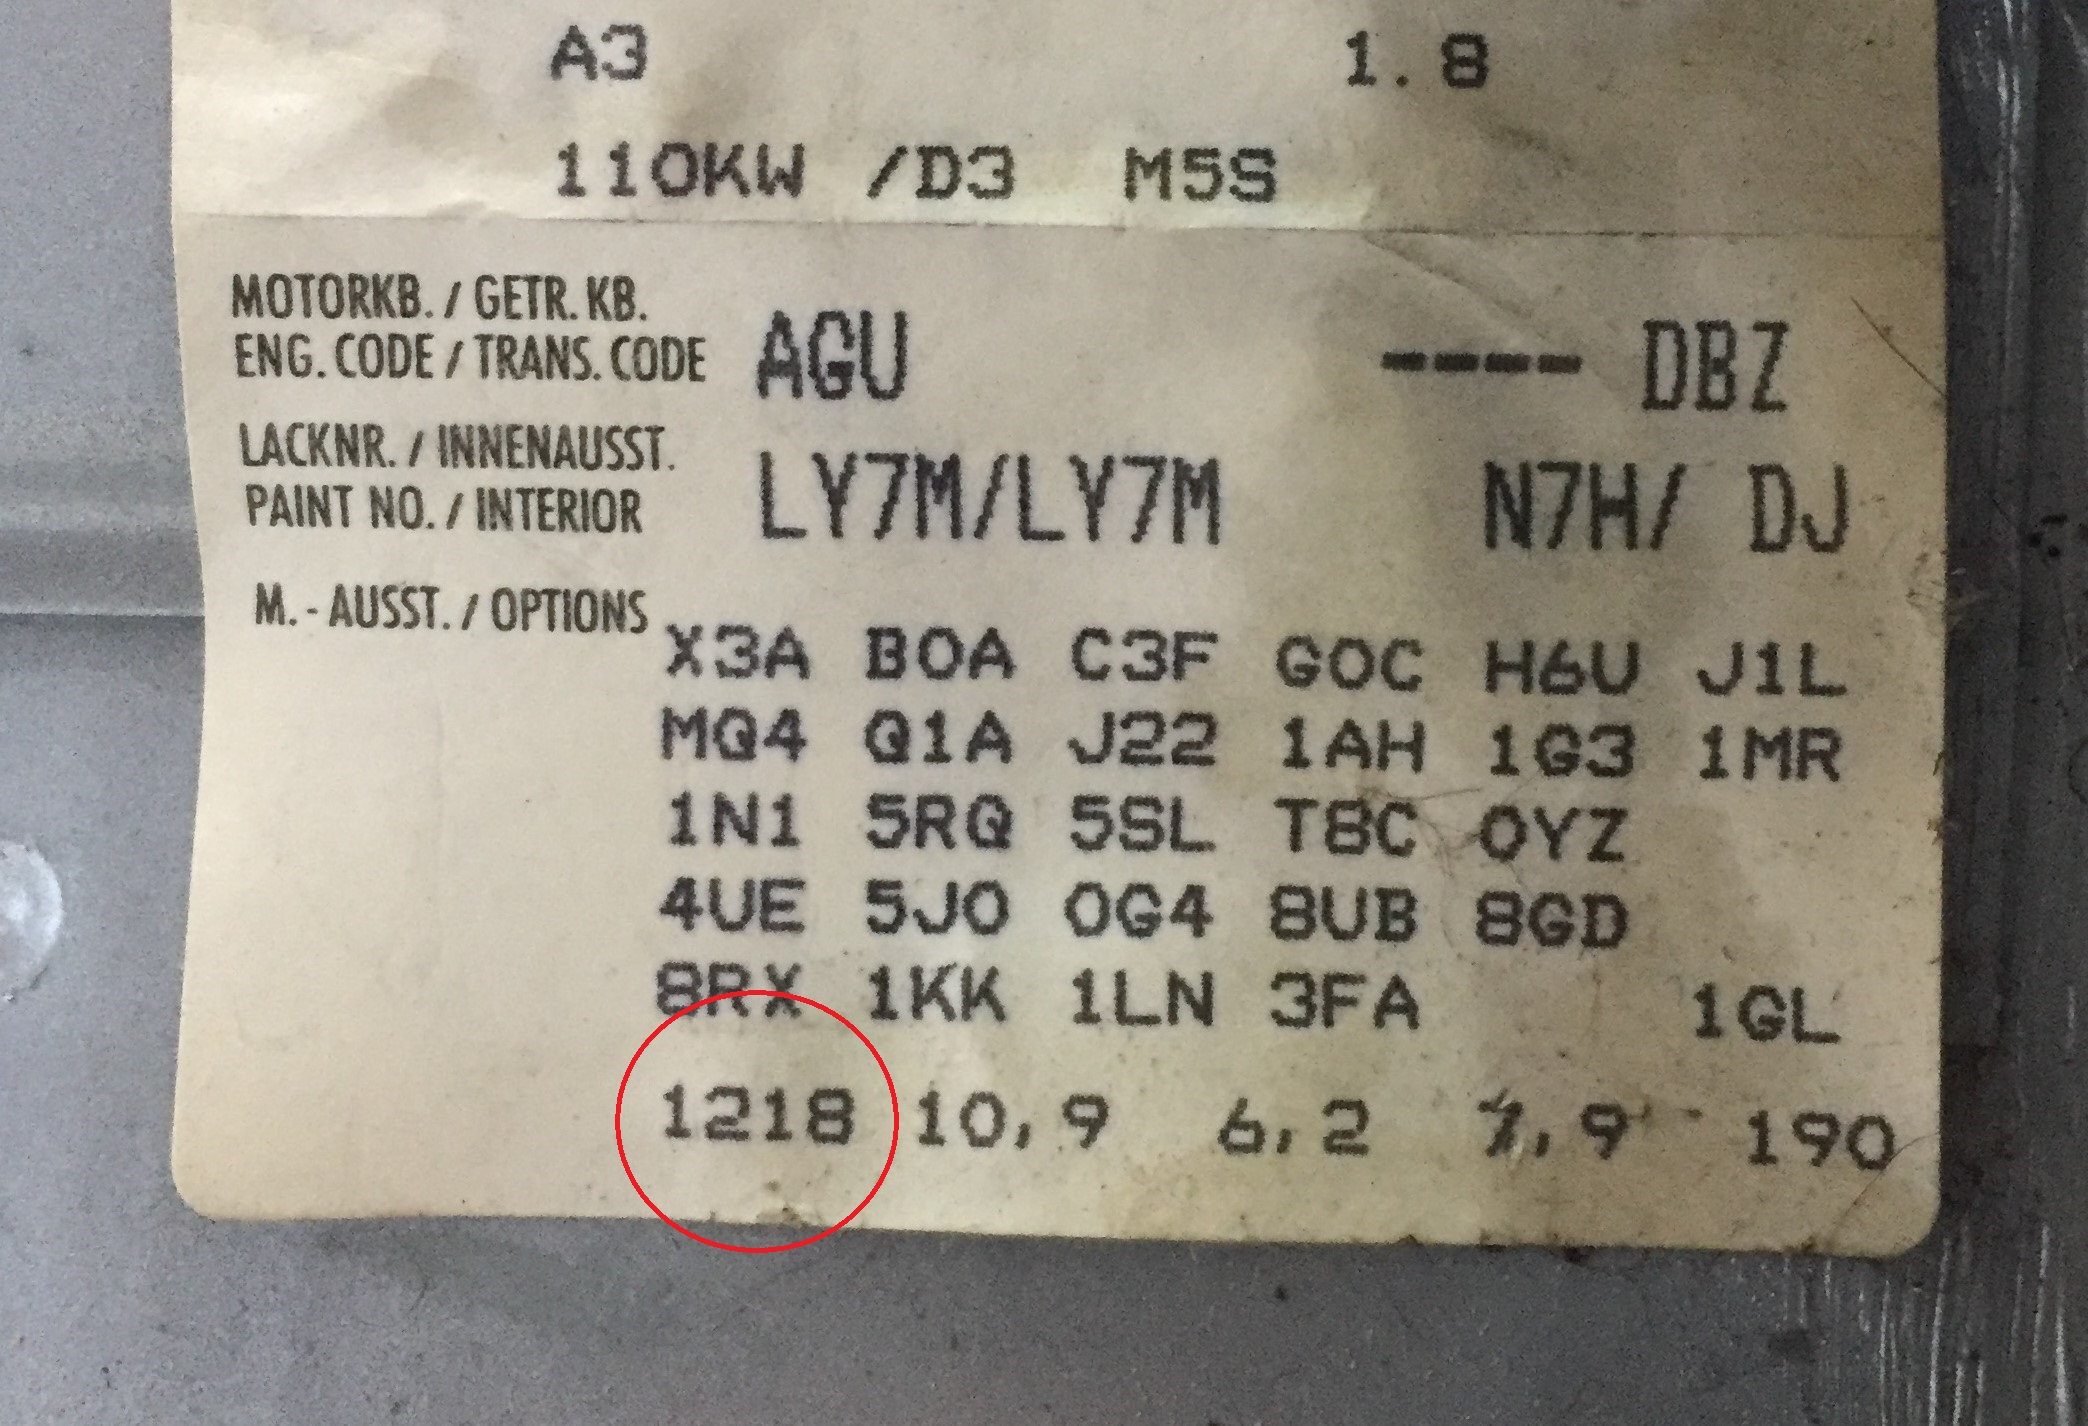 A3 1.8
110KW /D3 M5S
MOTORKB. / GETR. KB.
ENG. CODE / TRANS. CODE AGU ---- DBZ
LACKNR. / INNENAUSST.
PAINT NO. / INTERIOR LY7M/LY7M N7H/ DJ
M. - AUSST. / OPTIONS
X3A B0A C3F G0C H6U J1L
MQ4 Q1A J22 1AH 1G3 1MR
1N1 5RQ 5SL T8C 0YZ
4UE 5J0 0G4 8UB 8GD
8RX 1KK 1LN 3FA 1GL
1218 10,9 6,2 7,9 190